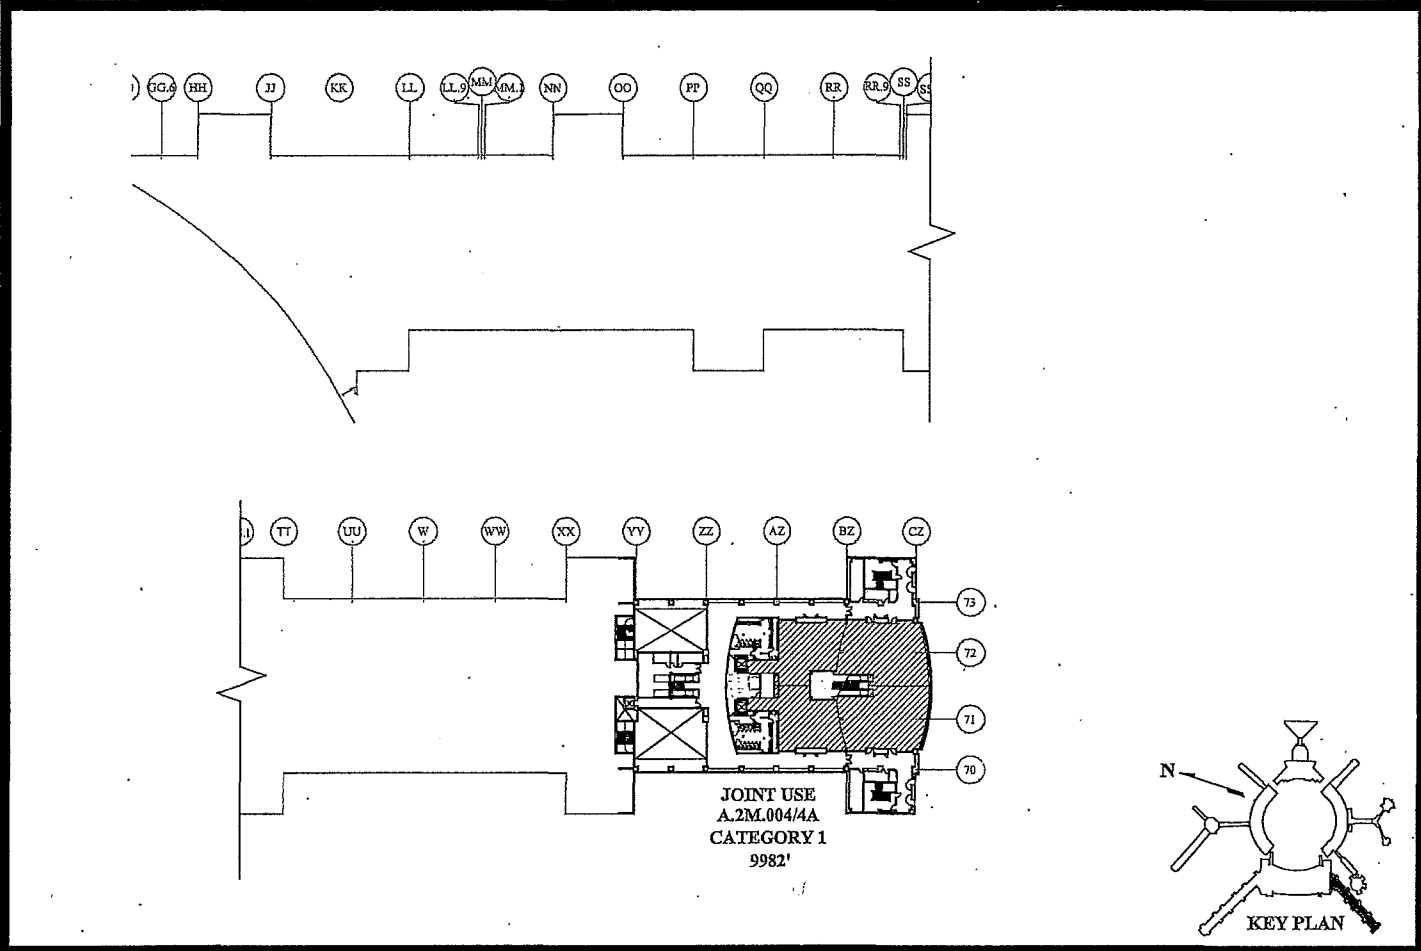 GG.6 HH JJ KK LL LL.9 MM MM.1 NN OO PP QQ RR RR.9 SS
TT UU W WW XX YY ZZ AZ BZ CZ
73
72
71
70
JOINT USE
A.2M.004/4A
CATEGORY 1
9982'
N
KEY PLAN